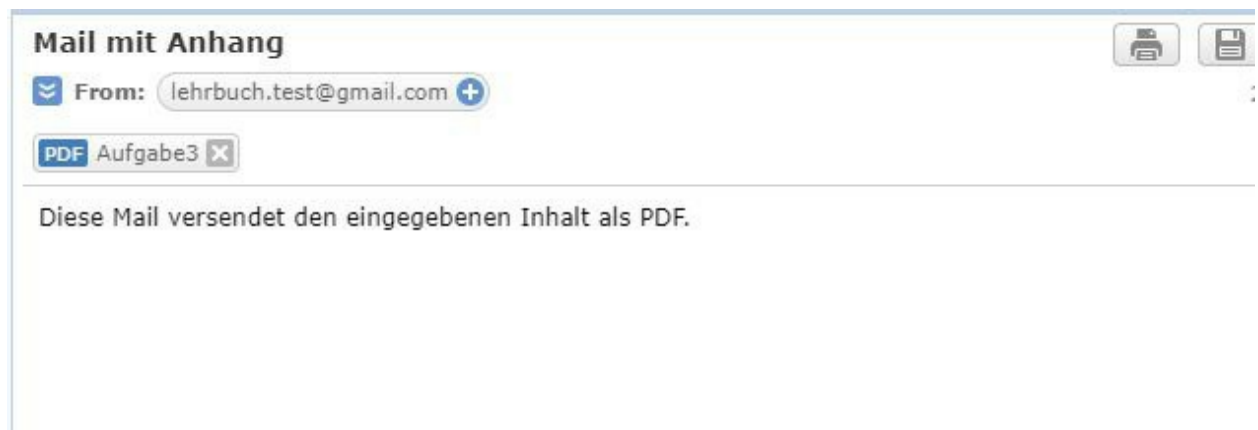 Mail mit Anhang
From: lehrbuch.test@gmail.com
PDF Aufgabe3
Diese Mail versendet den eingegebenen Inhalt als PDF.